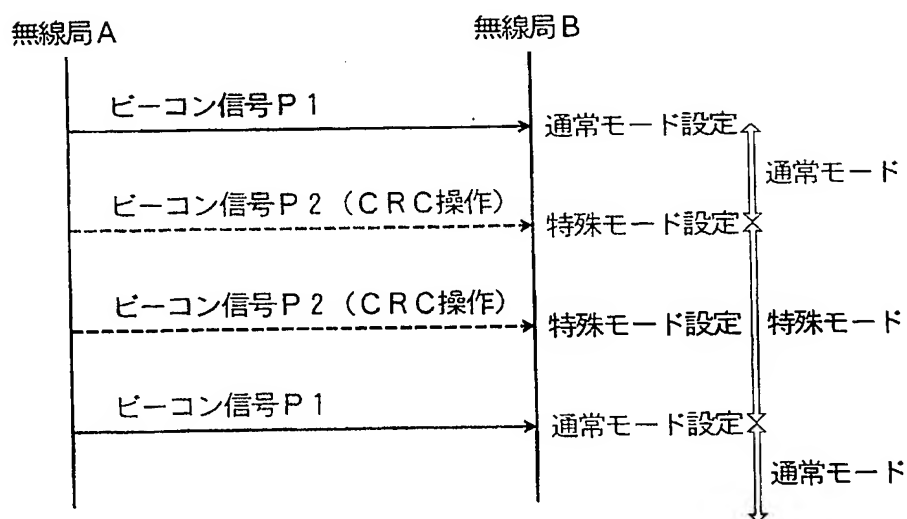 無線局A
無線局B
ビーコン信号P1
通常モード設定
通常モード
ビーコン信号P2（CRC操作）
特殊モード設定
ビーコン信号P2（CRC操作）
特殊モード設定
特殊モード
ビーコン信号P1
通常モード設定
通常モード